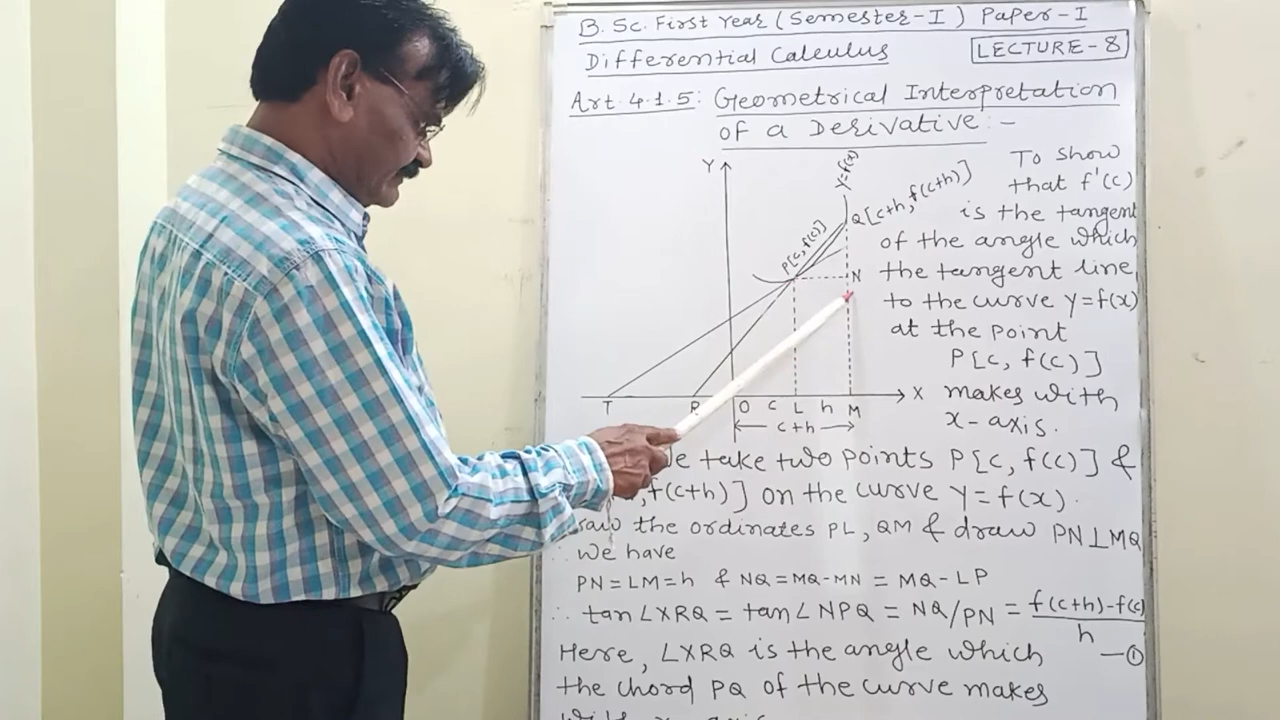 B.Sc. First Year (Semester-I) Paper-I
Differential Calculus LECTURE-8
Art 4.1.5: Geometrical Interpretation
of a Derivative:-
Y
Y=f(x)
Q[c+h, f(c+h)]
P[c, f(c)]
N
T R O C L h M X
c+h
To show
that f'(c)
is the tangent
of the angle which
the tangent line,
to the curve y=f(x)
at the point
P[c, f(c)]
makes with
x-axis.
take two points P[c, f(c)] &
, f(c+h)] on the curve y=f(x).
the ordinates PL, QM & draw PN⊥MQ
∴ we have
PN=LM=h & NQ=MQ-MN = MQ-LP
∴ tan∠XRQ = tan∠NPQ = NQ/PN = f(c+h)-f(c)/h —①
Here, ∠XRQ is the angle which
the chord PQ of the curve makes